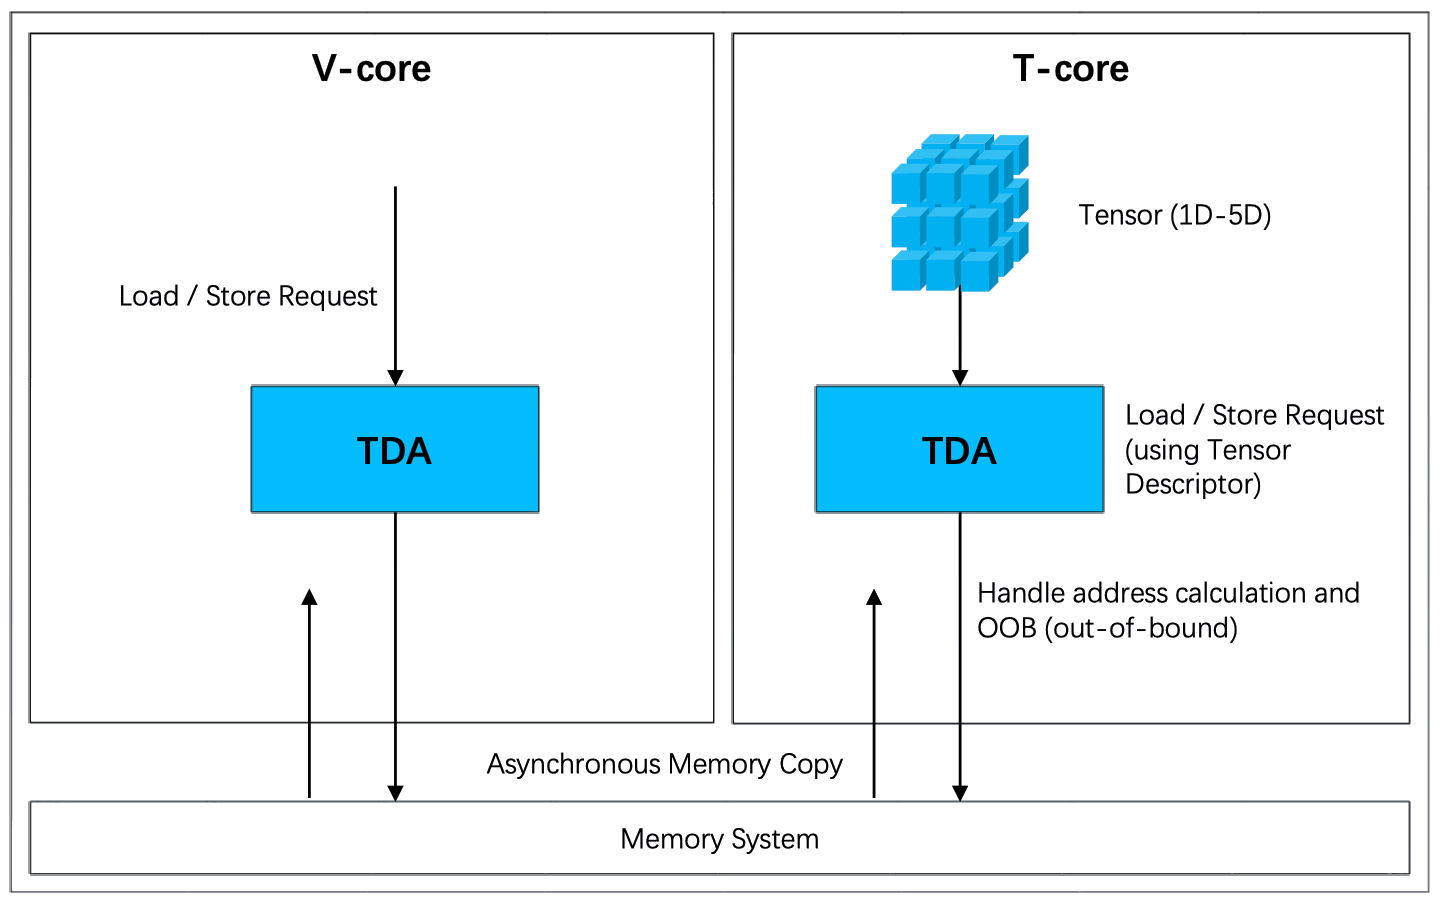 V-core
Load / Store Request
TDA
T-core
Tensor (1D-5D)
TDA
Load / Store Request
(using Tensor
Descriptor)
Handle address calculation and
OOB (out-of-bound)
Asynchronous Memory Copy
Memory System